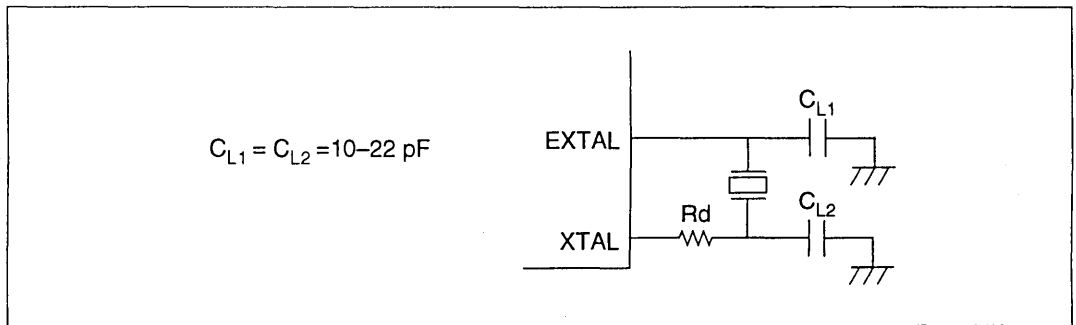 C_L1 = C_L2 =10–22 pF
EXTAL
C_L1
Rd
C_L2
XTAL